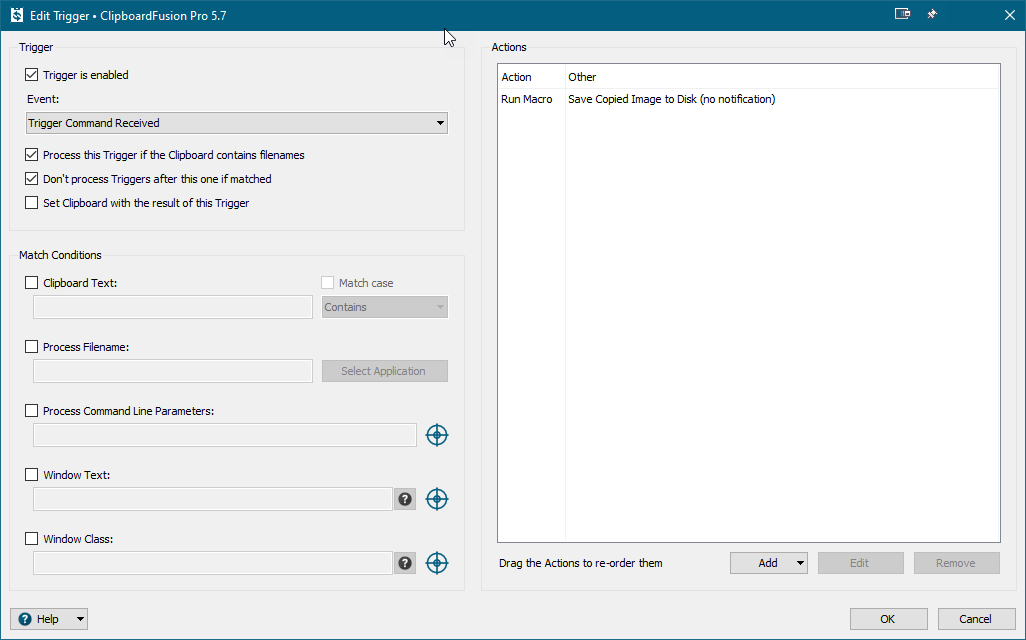 Edit Trigger • ClipboardFusion Pro 5.7
Trigger
Trigger is enabled
Event:
Trigger Command Received
Process this Trigger if the Clipboard contains filenames
Don't process Triggers after this one if matched
Set Clipboard with the result of this Trigger
Match Conditions
Clipboard Text:
Match case
Contains
Process Filename:
Select Application
Process Command Line Parameters:
Window Text:
?
Window Class:
?
Actions
Action Other
Run Macro Save Copied Image to Disk (no notification)
Drag the Actions to re-order them
Add
Edit
Remove
? Help
OK
Cancel